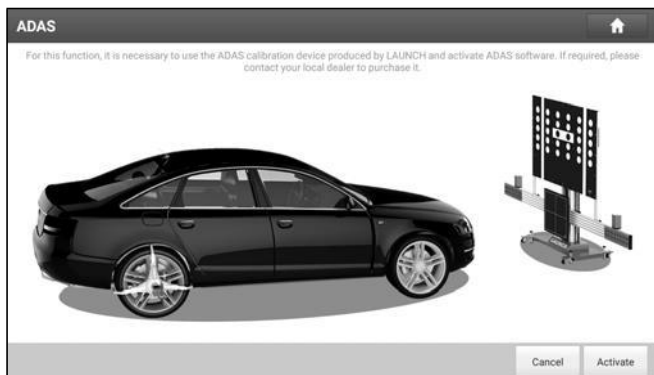 ADAS
For this function, it is necessary to use the ADAS calibration device produced by LAUNCH and activate ADAS software. If required, please
contact your local dealer to purchase it.
LAUNCH
Cancel Activate